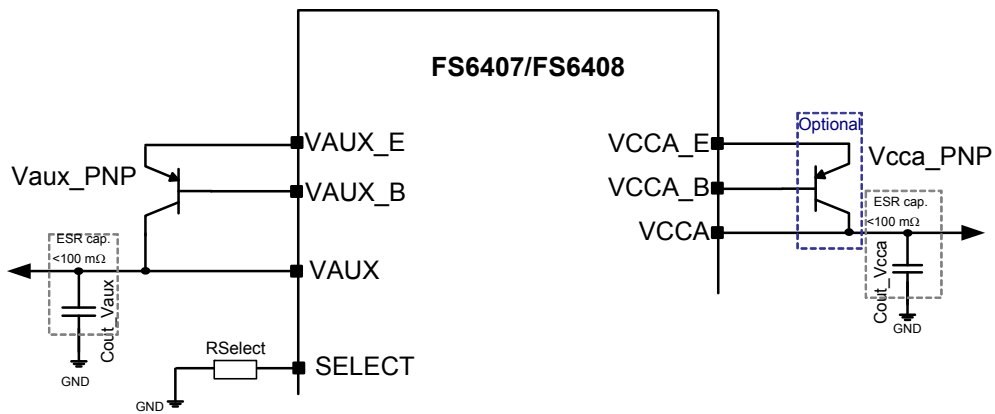 FS6407/FS6408
VAUX_E
Vaux_PNP
VAUX_B
ESR cap.
<100 mΩ
VAUX
Cout_Vaux
GND
RSelect
SELECT
GND
Optional
VCCA_E
Vcca_PNP
VCCA_B
ESR cap.
<100 mΩ
VCCA
Cout_Vcca
GND